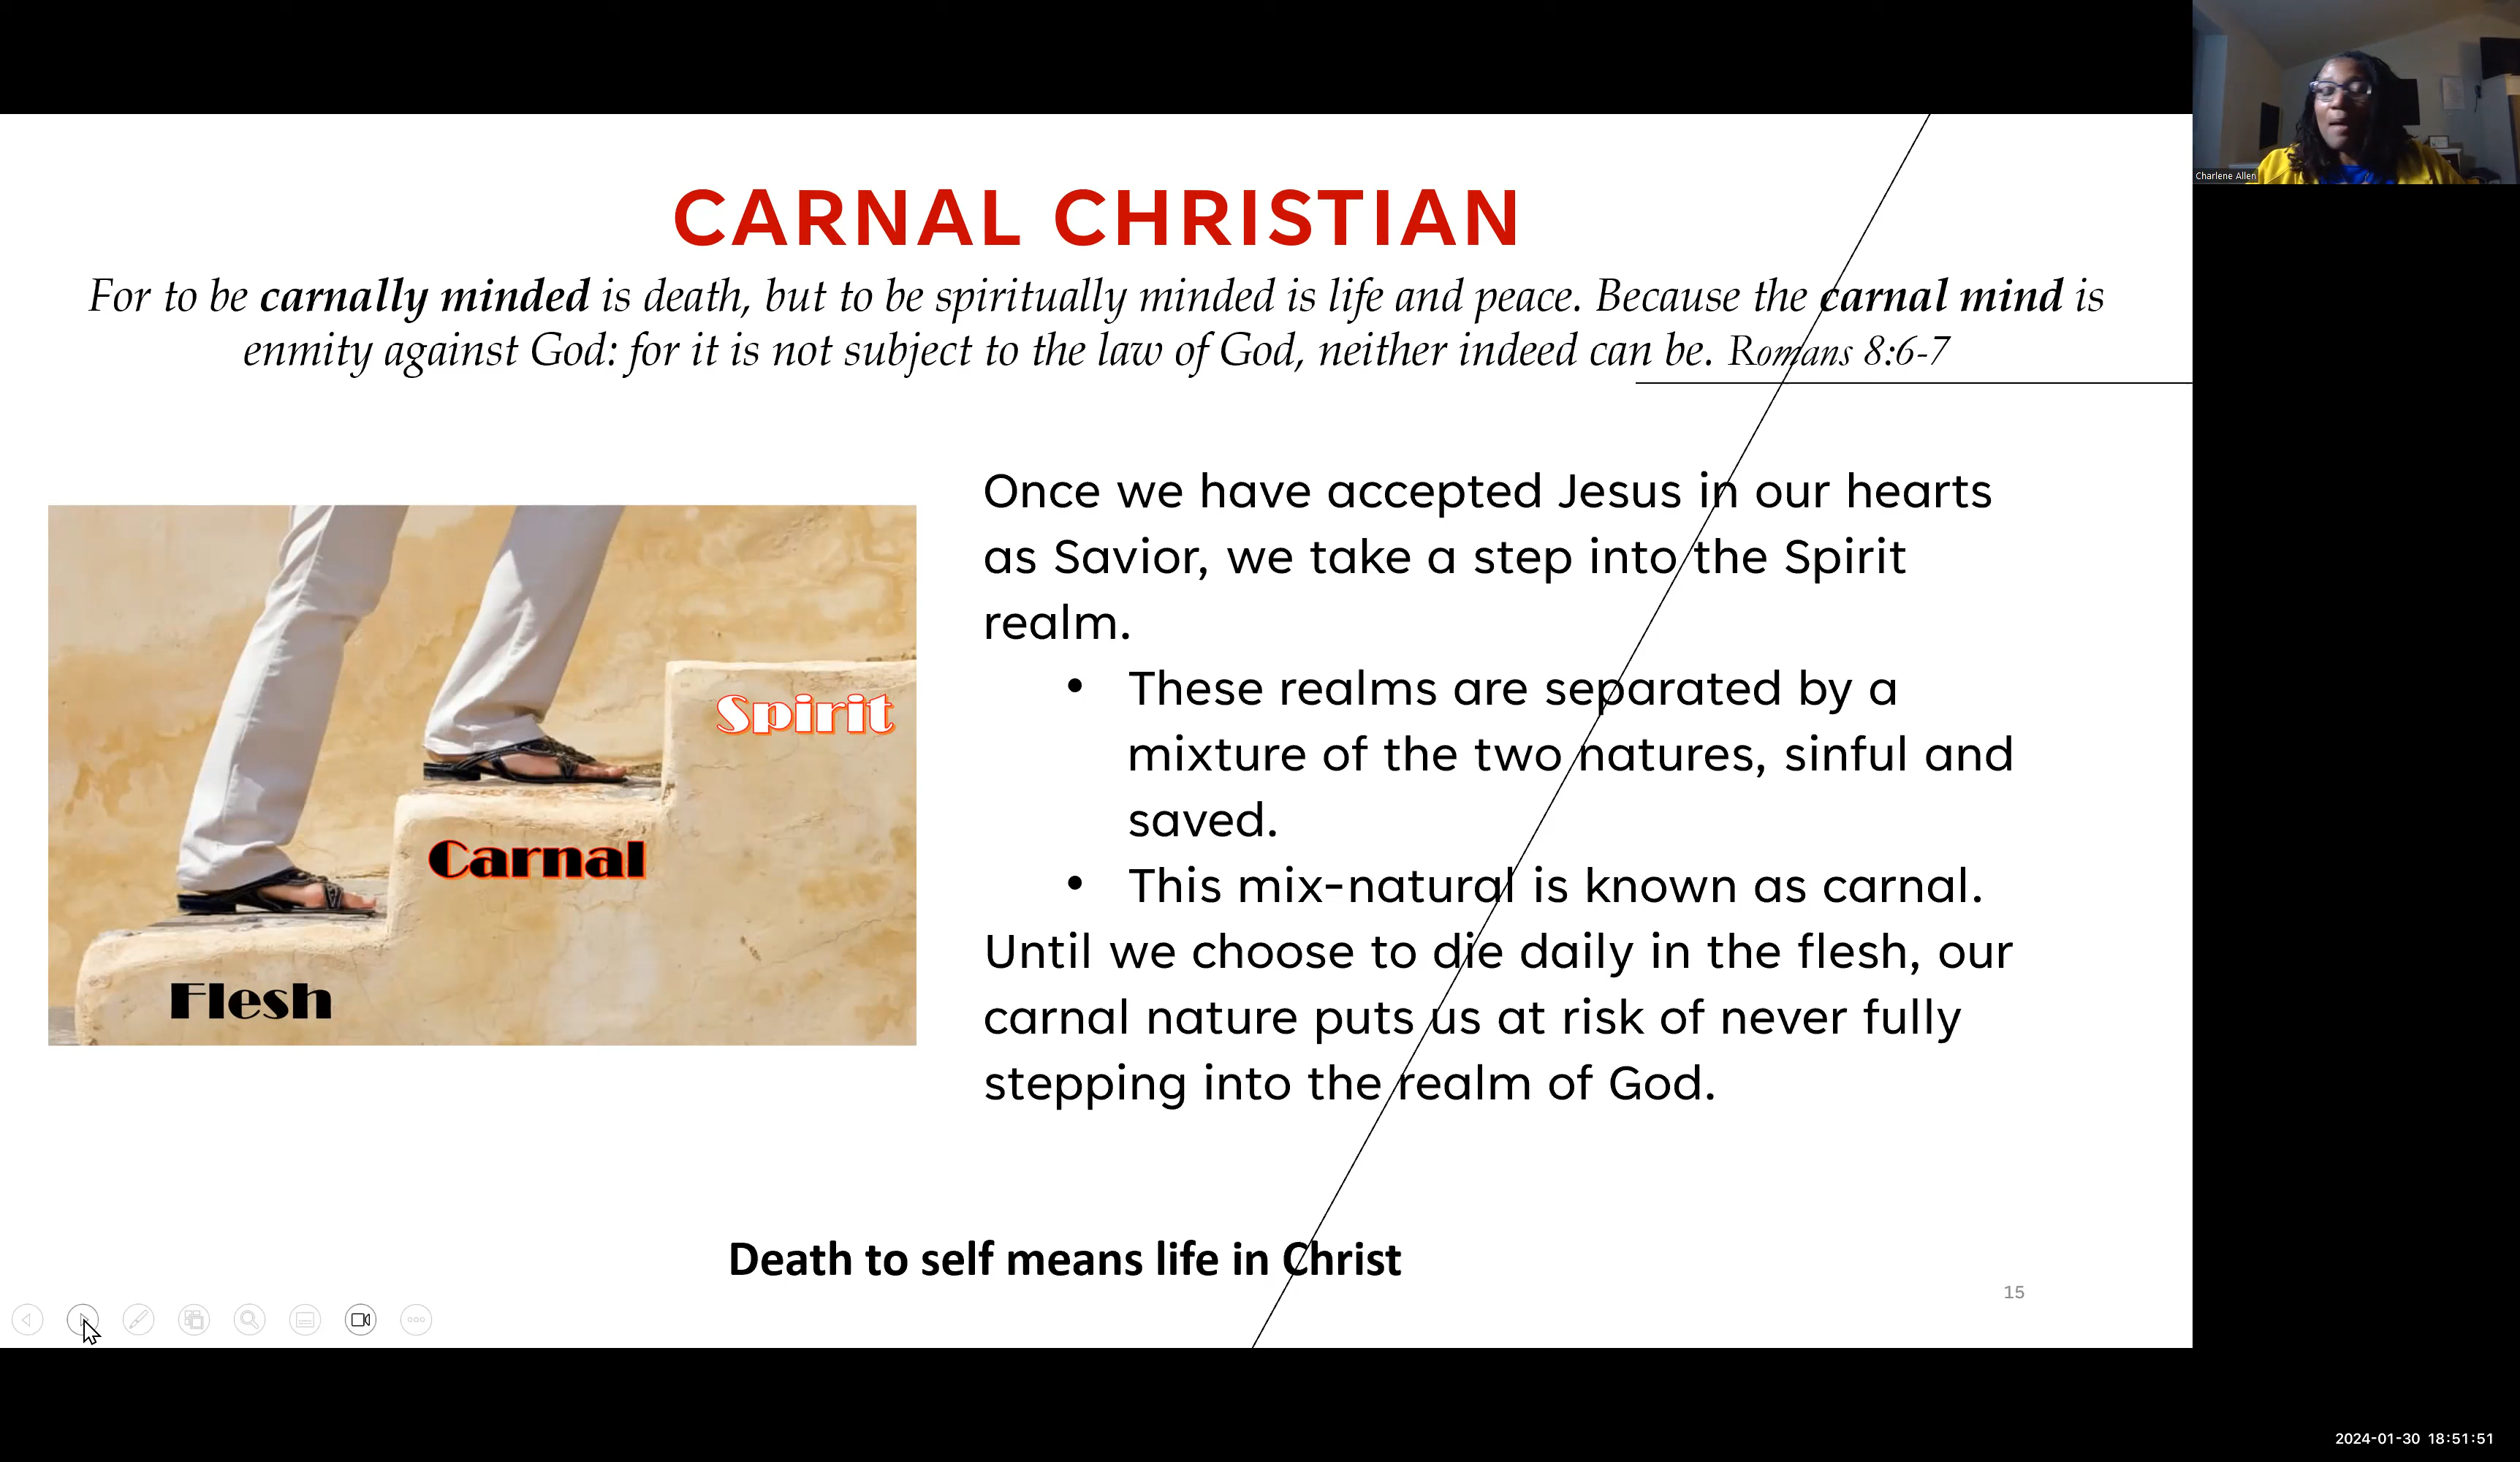 Charlene Allen
CARNAL CHRISTIAN
For to be carnally minded is death, but to be spiritually minded is life and peace. Because the carnal mind is
enmity against God: for it is not subject to the law of God, neither indeed can be. Romans 8:6-7
Spirit
Carnal
Flesh
Once we have accepted Jesus in our hearts
as Savior, we take a step into the Spirit
realm.
• These realms are separated by a
mixture of the two natures, sinful and
saved.
• This mix-natural is known as carnal.
Until we choose to die daily in the flesh, our
carnal nature puts us at risk of never fully
stepping into the realm of God.
Death to self means life in Christ
15
2024-01-30 18:51:51